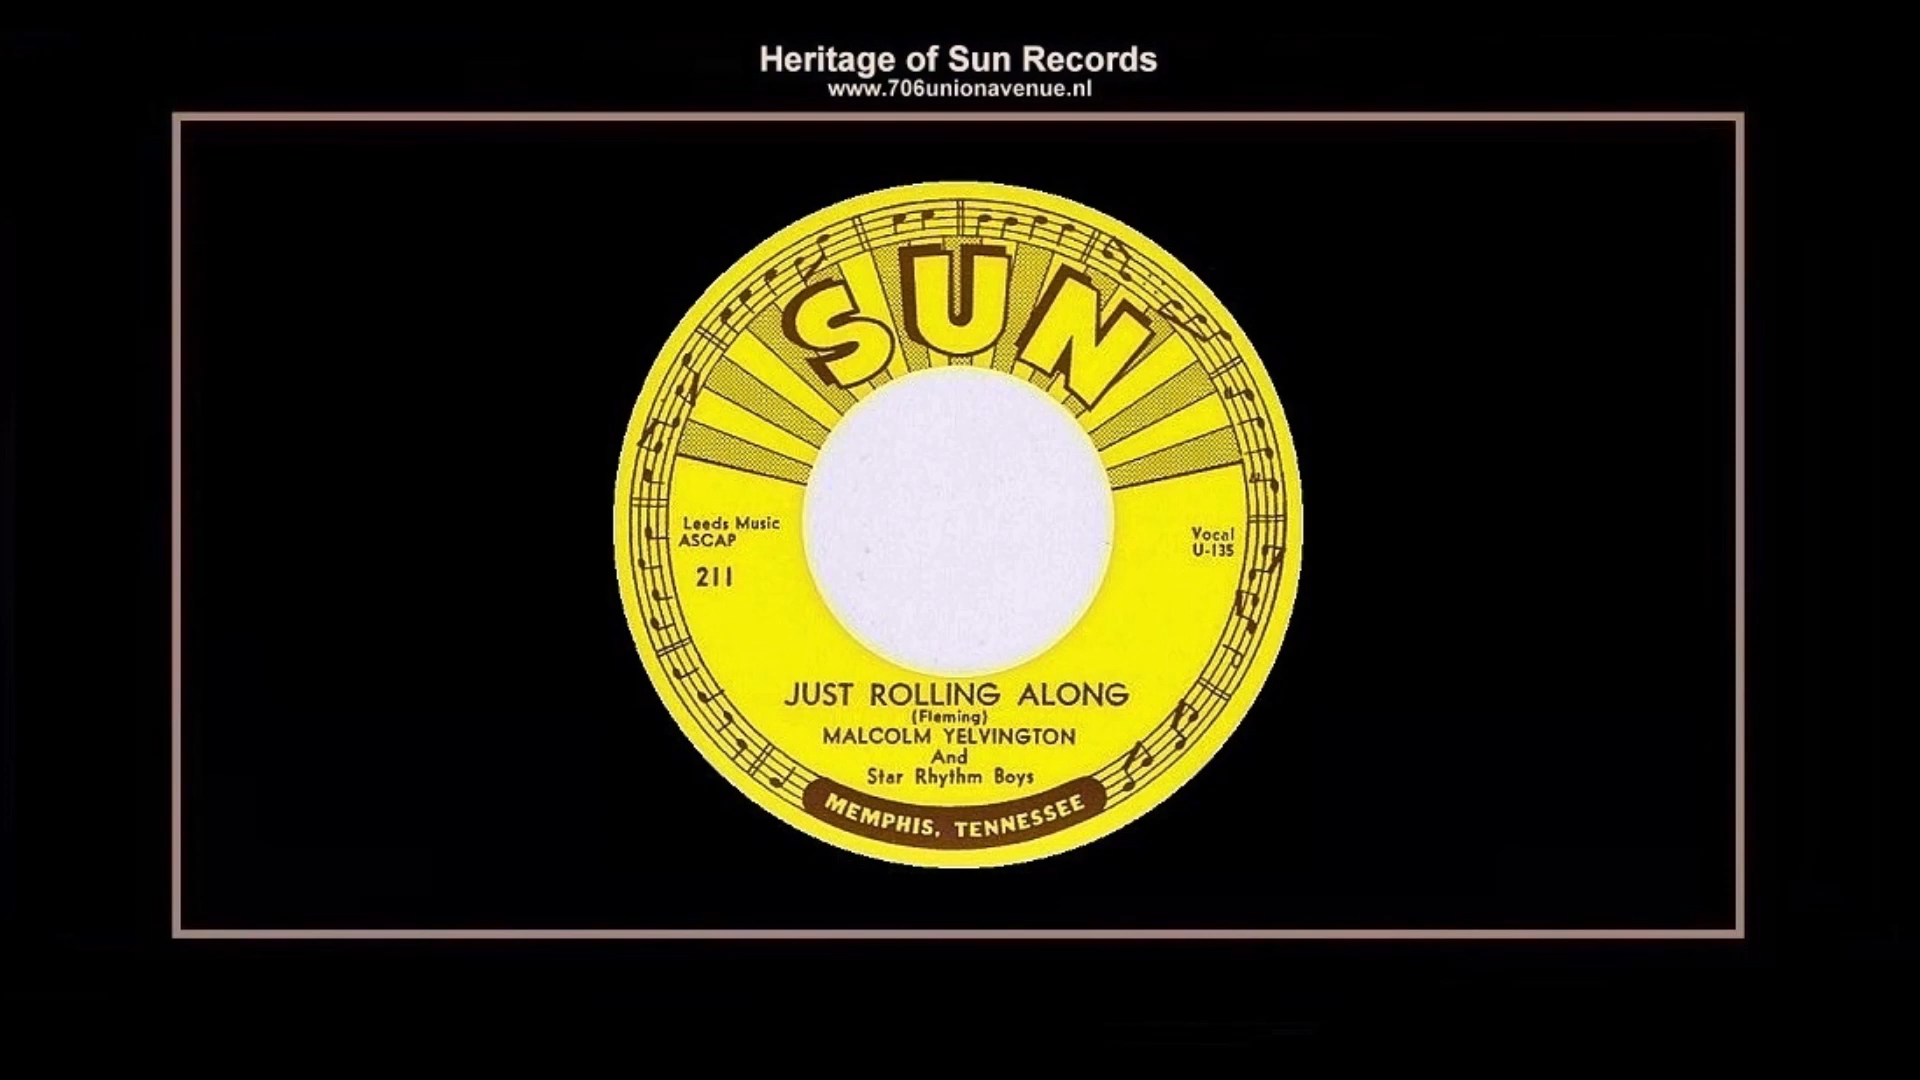 Heritage of Sun Records
www.706unionavenue.nl
SUN
Leeds Music
ASCAP
211
Vocal
U-135
JUST ROLLING ALONG
(Fleming)
MALCOLM YELVINGTON
And
Star Rhythm Boys
MEMPHIS, TENNESSEE